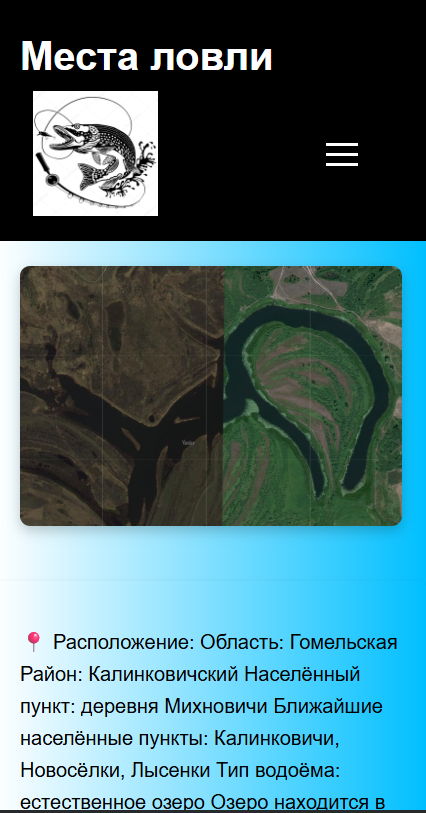 Места ловли
📍 Расположение: Область: Гомельская
Район: Калинковичский Населённый
пункт: деревня Михновичи Ближайшие
населённые пункты: Калинковичи,
Новосёлки, Лысенки Тип водоёма:
естественное озеро Озеро находится в